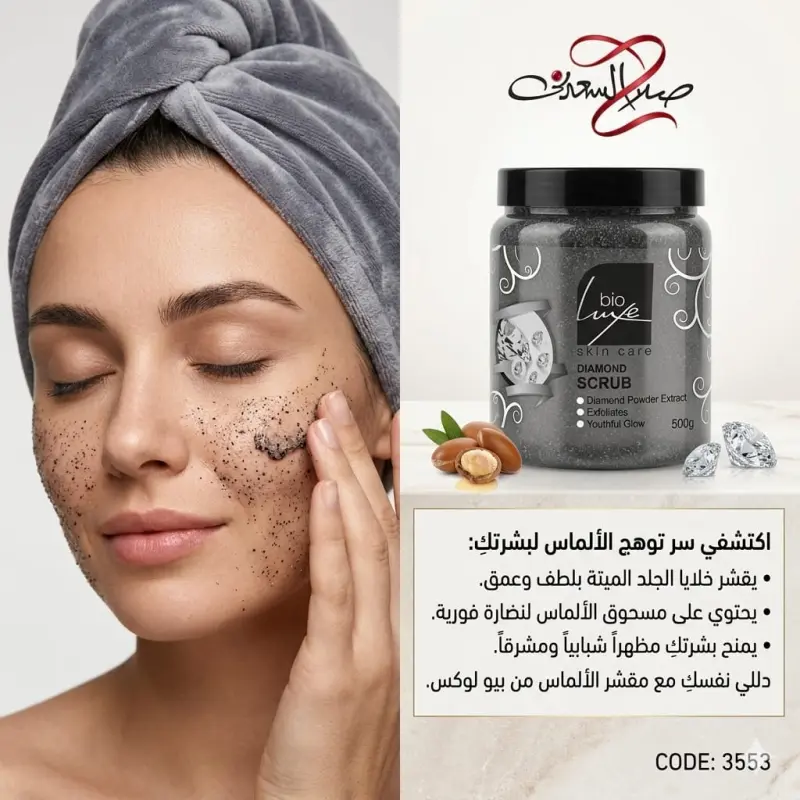 صلاح السعدي
bio
luxe
skin care
DIAMOND
SCRUB
Diamond Powder Extract
Exfoliates
Youthful Glow
500g
اكتشفي سر توهج الألماس لبشرتكِ:
• يقشر خلايا الجلد الميتة بلطف وعمق.
• يحتوي على مسحوق الألماس لنضارة فورية.
• يمنح بشرتكِ مظهراً شبابياً ومشرقاً.
دللي نفسكِ مع مقشر الألماس من بيو لوكس.
CODE: 3553